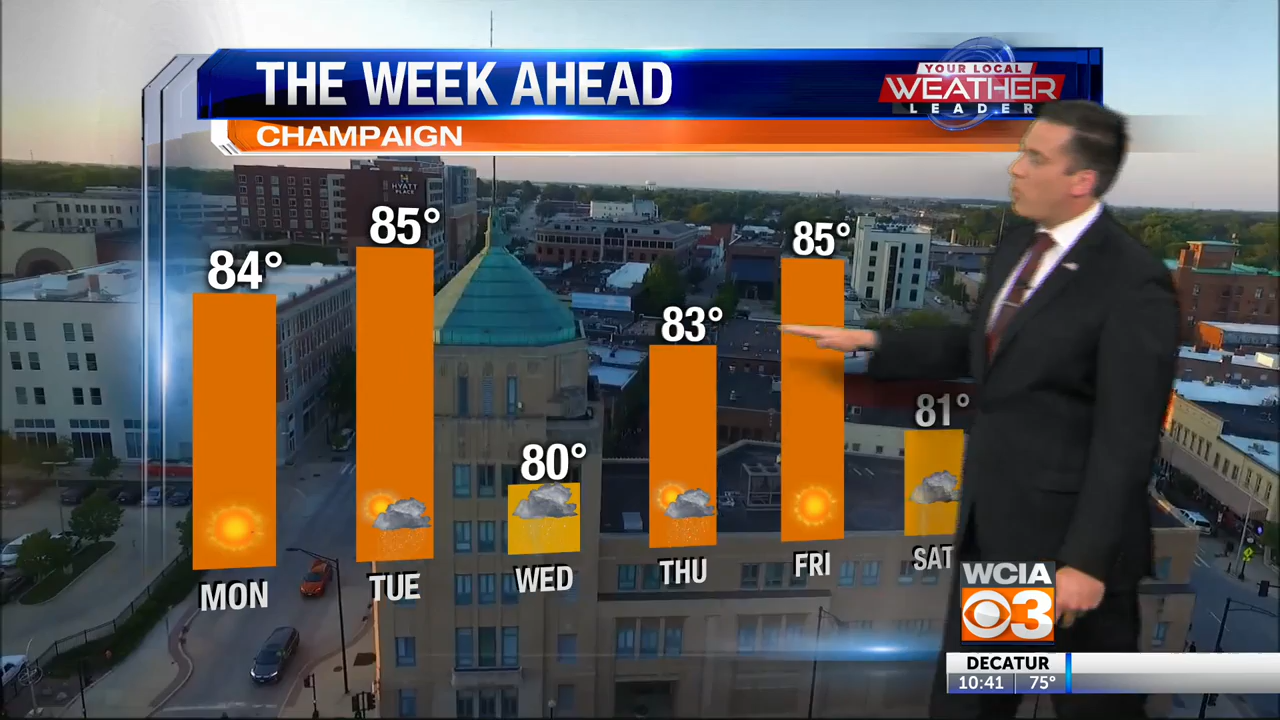 THE WEEK AHEAD
YOUR LOCAL
WEATHER
LEADER
CHAMPAIGN
HYATT
PLACE
84°
85°
80°
83°
85°
81°
MON
TUE
WED
THU
FRI
SAT
WCIA
3
DECATUR
10:41 75°